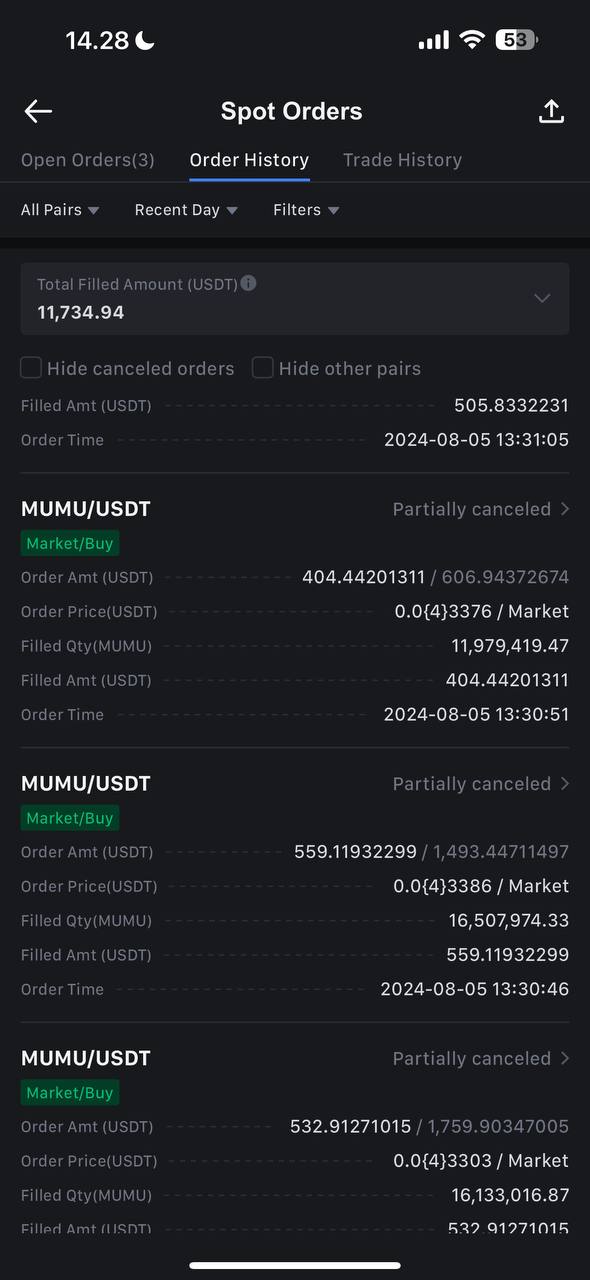 14.28
53
Spot Orders
Open Orders(3) Order History Trade History
All Pairs Recent Day Filters
Total Filled Amount (USDT)
11,734.94
Hide canceled orders Hide other pairs
Filled Amt (USDT) 505.8332231
Order Time 2024-08-05 13:31:05
MUMU/USDT Partially canceled
Market/Buy
Order Amt (USDT) 404.44201311 / 606.94372674
Order Price(USDT) 0.0{4}3376 / Market
Filled Qty(MUMU) 11,979,419.47
Filled Amt (USDT) 404.44201311
Order Time 2024-08-05 13:30:51
MUMU/USDT Partially canceled
Market/Buy
Order Amt (USDT) 559.11932299 / 1,493.44711497
Order Price(USDT) 0.0{4}3386 / Market
Filled Qty(MUMU) 16,507,974.33
Filled Amt (USDT) 559.11932299
Order Time 2024-08-05 13:30:46
MUMU/USDT Partially canceled
Market/Buy
Order Amt (USDT) 532.91271015 / 1,759.90347005
Order Price(USDT) 0.0{4}3303 / Market
Filled Qty(MUMU) 16,133,016.87
Filled Amt (USDT) 532.91271015